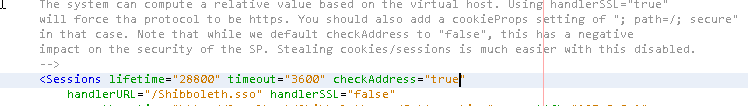 The system can compute a relative value based on the virtual host. Using handlerSSL="true"
will force tha protocol to be https. You should also add a cookieProps setting of "; path=/; secure"
in that case. Note that while we default checkAddress to "false", this has a negative
impact on the security of the SP. Stealing cookies/sessions is much easier with this disabled.
-->
<Sessions lifetime="28800" timeout="3600" checkAddress="true"
handlerURL="/Shibboleth.sso" handlerSSL="false"